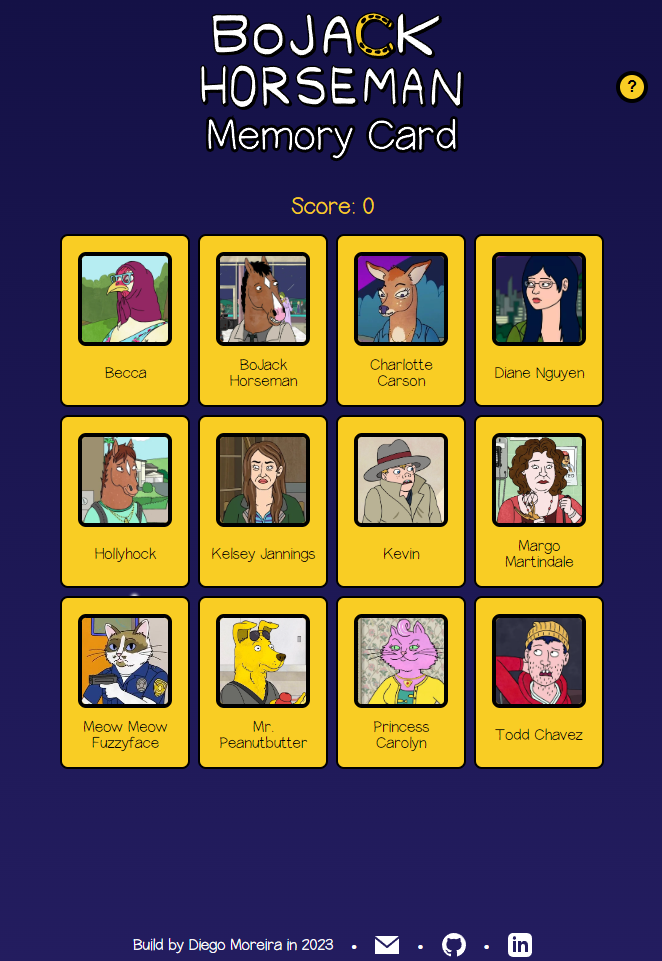 BoJACK
HORSEMAN
Memory Card
?
Score: 0
Becca
BoJack
Horseman
Charlotte
Carson
Diane Nguyen
Hollyhock
Kelsey Jannings
Kevin
Margo
Martindale
Meow Meow
Fuzzyface
Mr.
Peanutbutter
Princess
Carolyn
Todd Chavez
Build by Diego Moreira in 2023
in